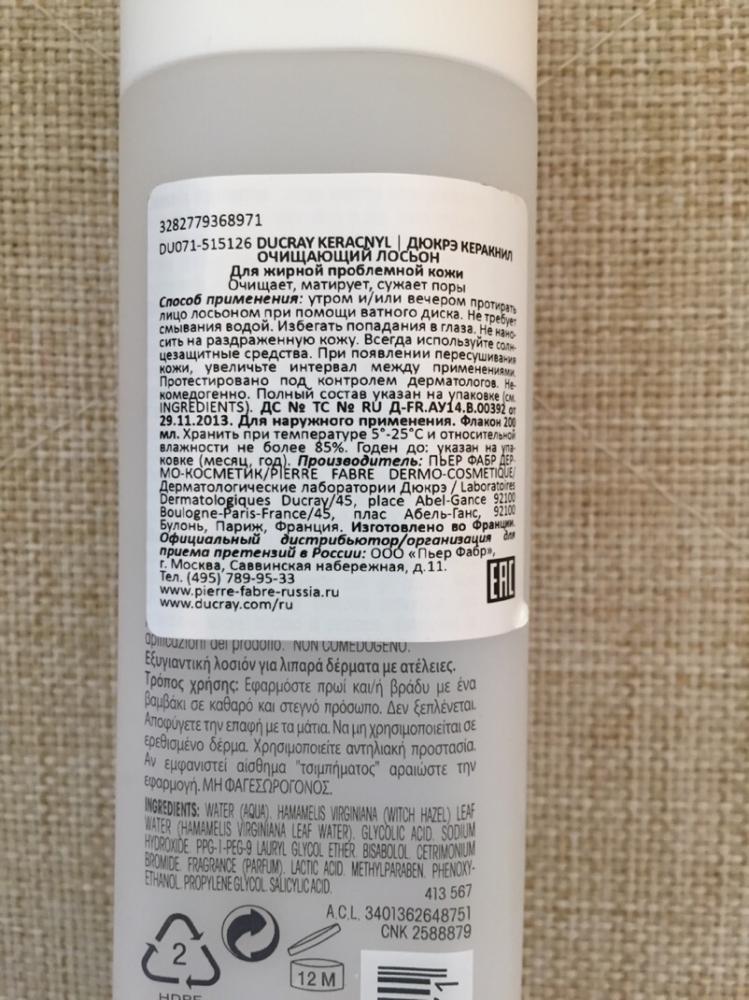 3282779368971
DU071-515126 DUCRAY KERACNYL | ДЮКРЭ КЕРАКНИЛ
ОЧИЩАЮЩИЙ ЛОСЬОН
Для жирной проблемной кожи
Очищает, матирует, сужает поры
Способ применения: утром и/или вечером протирать
лицо лосьоном при помощи ватного диска. Не требует
смывания водой. Избегать попадания в глаза. Не нано-
сить на раздраженную кожу. Всегда используйте солн-
цезащитные средства. При появлении пересушивания
кожи, увеличьте интервал между применениями.
Протестировано под контролем дерматологов. Не-
комедогенно. Полный состав указан на упаковке (см.
INGREDIENTS). ДС № ТС № RU Д-FR.АУ14.В.00392 от
29.11.2013. Для наружного применения. Флакон 200
мл. Хранить при температуре 5°-25°С и относительной
влажности не более 85%. Годен до: указан на упа-
ковке (месяц, год). Производитель: ПЬЕР ФАБР ДЕР-
МО-КОСМЕТИК/PIERRE FABRE DERMO-COSMETIQUE/
Дерматологические лаборатории Дюкрэ / Laboratoires
Dermatologiques Ducray/45, place Abel-Gance 92100
Boulogne-Paris-France/45, плас Абель-Ганс, 92100
Булонь, Париж, Франция. Изготовлено во Франции.
Официальный дистрибьютор/организация для
приема претензий в России: ООО «Пьер Фабр»,
г. Москва, Саввинская набережная, д.11.
Тел. (495) 789-95-33
www.pierre-fabre-russia.ru
www.ducray.com/ru
EAC
applicazioni del prodotto. NON COMEDOGENO.
Εξυγιαντική λοσιόν για λιπαρά δέρματα με ατέλειες.
Τρόπος χρήσης: Εφαρμόστε πρωί και/ή βράδυ με ένα
βαμβάκι σε καθαρό και στεγνό πρόσωπο. Δεν ξεπλένεται.
Αποφύγετε την επαφή με τα μάτια. Να μη χρησιμοποιείται σε
ερεθισμένο δέρμα. Χρησιμοποιείτε αντηλιακή προστασία.
Αν εμφανιστεί αίσθημα "τσιμπήματος" αραιώστε την
εφαρμογή. ΜΗ ΦΑΓΕΣΩΡΟΓΟΝΟΣ.
INGREDIENTS: WATER (AQUA). HAMAMELIS VIRGINIANA (WITCH HAZEL) LEAF
WATER (HAMAMELIS VIRGINIANA LEAF WATER). GLYCOLIC ACID. SODIUM
HYDROXIDE. PPG-1-PEG-9 LAURYL GLYCOL ETHER. BISABOLOL. CETRIMONIUM
BROMIDE. FRAGRANCE (PARFUM). LACTIC ACID. METHYLPARABEN. PHENOXY-
ETHANOL. PROPYLENE GLYCOL. SALICYLIC ACID.
413 567
A.C.L. 3401362648751
CNK 2588879
2
HDPE
12 M